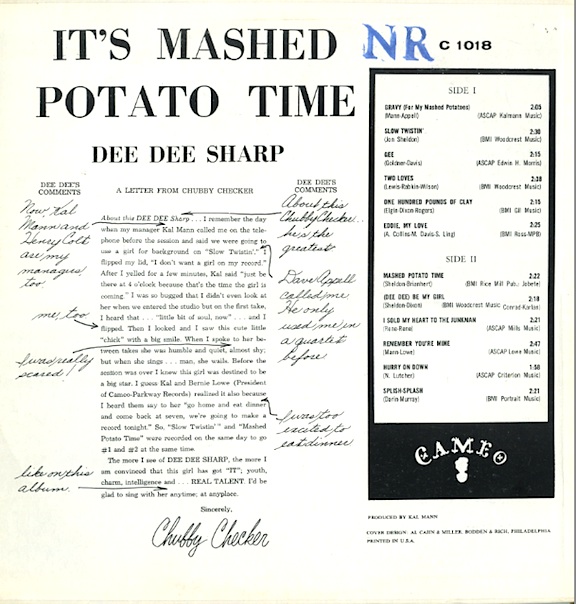 IT'S MASHED
POTATO TIME
NR
C 1018
DEE DEE SHARP
DEE DEE'S
COMMENTS
Now Kal
Mann and
Henry Colt
are my
managers
too
me, too
I was really
scared!
like on this
album.
A LETTER FROM CHUBBY CHECKER
About this DEE DEE Sharp . . . I remember the day
when my manager Kal Mann called me on the tele-
phone before the session and said we were going to
use a girl for background on "Slow Twistin'." I
flipped my lid, "I don't want a girl on my record."
After I yelled for a few minutes, Kal said "just be
there at 4 o'clock because that's the time the girl is
coming." I was so bugged that I didn't even look at
her when we entered the studio but on the first take,
I heard that . . . "little bit of soul, now" . . . and I
flipped. Then I looked and I saw this cute little
"chick" with a big smile. When I spoke to her be-
tween takes she was humble and quiet, almost shy;
but when she sings . . . man, she wails. Before the
session was over I knew this girl was destined to be
a big star. I guess Kal and Bernie Lowe (President
of Cameo-Parkway Records) realized it also because
I heard them say to her "go home and eat dinner
and come back at seven, we're going to make a
record tonight." So, "Slow Twistin'" and "Mashed
Potato Time" were recorded on the same day to go
#1 and #2 at the same time.
The more I see of DEE DEE SHARP, the more I
am convinced that this girl has got "IT"; youth,
charm, intelligence and . . . REAL TALENT. I'd be
glad to sing with her anytime; at anyplace.
Sincerely,
Chubby Checker
DEE DEE'S
COMMENTS
About this
Chubby Checker..
he's the
greatest
Dave Appell
called me
He only
used me in
a quartet
before
I was too
excited to
eat dinner
SIDE I
GRAVY (For My Mashed Potatoes) 2:05
(Mann-Appell) (ASCAP Kalmann Music)
SLOW TWISTIN' 2:30
(Jon Sheldon) (BMI Woodcrest Music)
GEE 2:15
(Goldner-Davis) (ASCAP Edwin H. Morris)
TWO LOVES 2:38
(Lewis-Rabkin-Wilson) (BMI Woodcrest Music)
ONE HUNDRED POUNDS OF CLAY 2:15
(Elgin-Dixon-Rogers) (BMI Gil Music)
EDDIE, MY LOVE 2:25
(A. Collins-M. Davis-S. Ling) (BMI Ross-MPB)
SIDE II
MASHED POTATO TIME 2:22
(Sheldon-Brianhert) (BMI Rice Mill Pub; Jobete)
(DEE DEE) BE MY GIRL 2:18
(Sheldon-Dixon) (BMI Woodcrest Music Conrad-Karlon)
I SOLD MY HEART TO THE JUNKMAN 2:21
(Rene-Rene) (ASCAP Mills Music)
REMEMBER YOU'RE MINE 2:47
(Mann-Lowe) (ASCAP Lowe Music)
HURRY ON DOWN 1:58
(N. Lutcher) (ASCAP Criterion Music)
SPLISH-SPLASH 2:21
(Darin-Murray) (BMI Portrait Music)
CAMEO
PRODUCED BY KAL MANN
COVER DESIGN: AL CAHN & MILLER, BODDEN & RICH, PHILADELPHIA
PRINTED IN U.S.A.